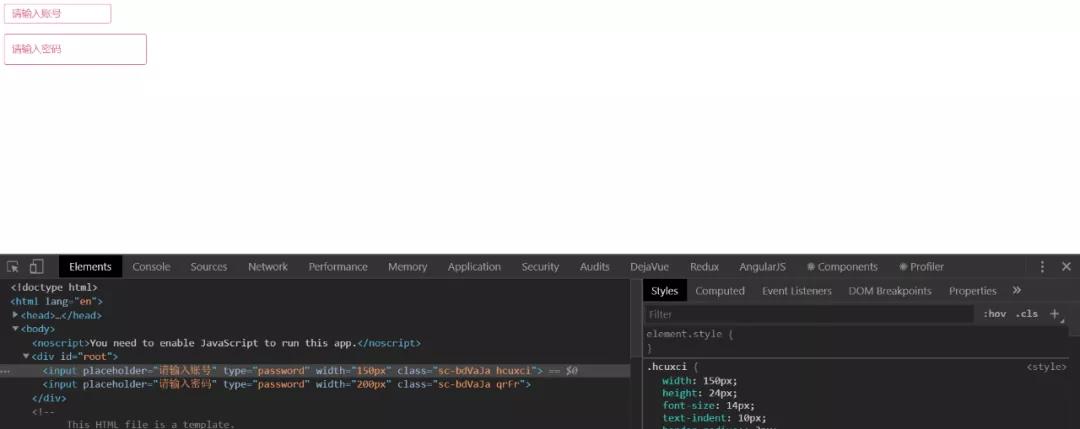 请输入账号
请输入密码
Elements Console Sources Network Performance Memory Application Security Audits DejaVue Redux AngularJS Components Profiler
<!doctype html>
<html lang="en">
<head>…</head>
<body>
<noscript>You need to enable JavaScript to run this app.</noscript>
<div id="root">
<input placeholder="请输入账号" type="password" width="150px" class="sc-bdVaJa hcuxci"> == $0
<input placeholder="请输入密码" type="password" width="200px" class="sc-bdVaJa qrFr">
</div>
<!--
This HTML file is a template.
Styles Computed Event Listeners DOM Breakpoints Properties »
Filter :hov .cls +
element.style {
}
.hcuxci { <style>
width: 150px;
height: 24px;
font-size: 14px;
text-indent: 10px;